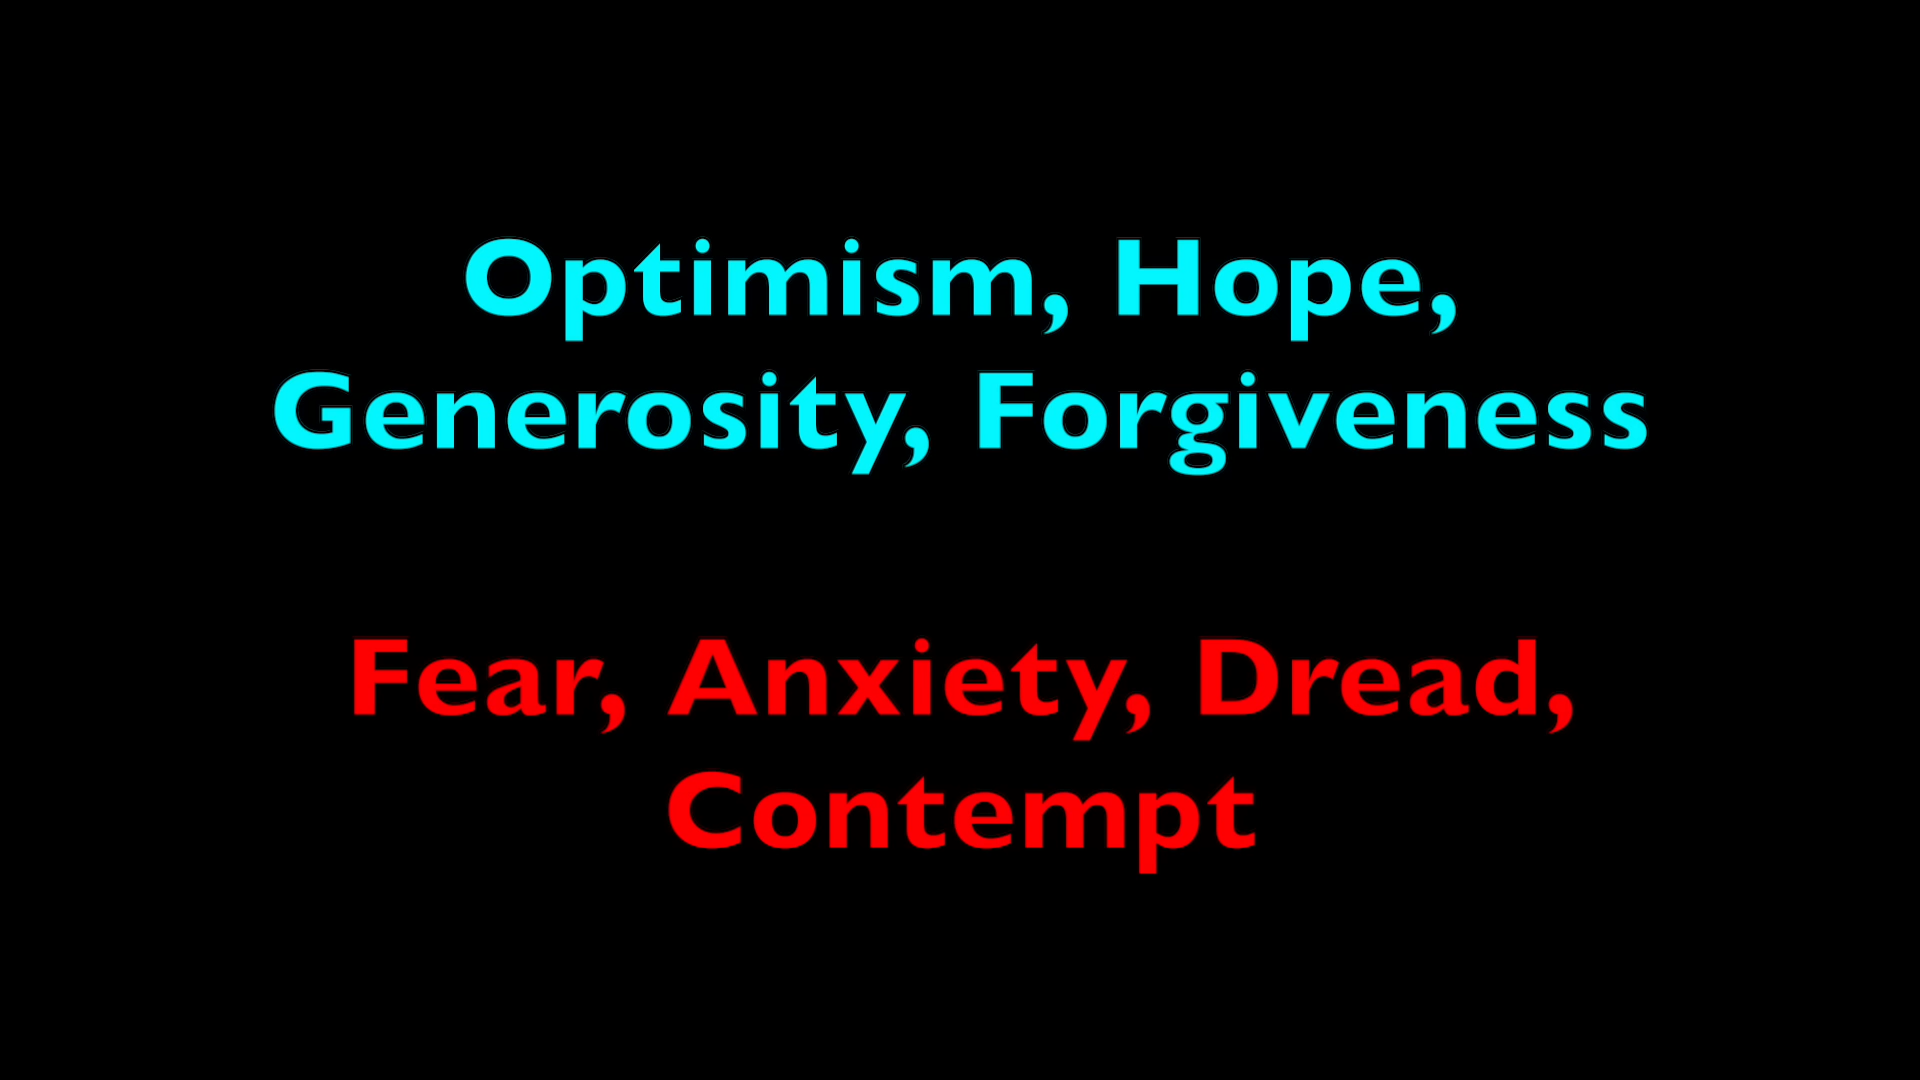 Optimism, Hope,
Generosity, Forgiveness
Fear, Anxiety, Dread,
Contempt